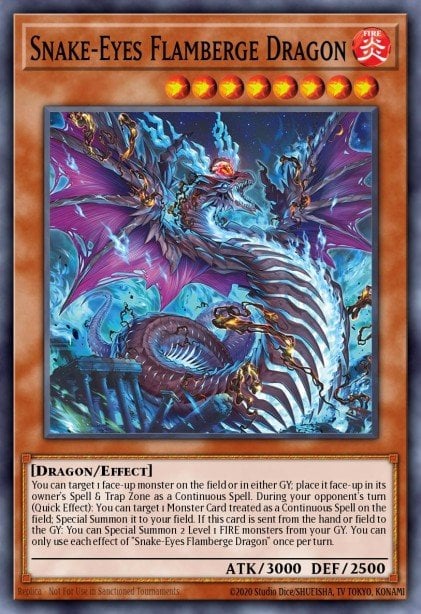 Snake-Eyes Flamberge Dragon
FIRE
炎
[Dragon/Effect]
You can target 1 face-up monster on the field or in either GY; place it face-up in its
owner's Spell & Trap Zone as a Continuous Spell. During your opponent's turn
(Quick Effect): You can target 1 Monster Card treated as a Continuous Spell on the
field; Special Summon it to your field. If this card is sent from the hand or field to
the GY: You can Special Summon 2 Level 1 FIRE monsters from your GY. You can
only use each effect of "Snake-Eyes Flamberge Dragon" once per turn.
ATK/3000 DEF/2500
Replica - Not For Use in Sanctioned Tournaments
©2020 Studio Dice/SHUEISHA, TV TOKYO, KONAMI